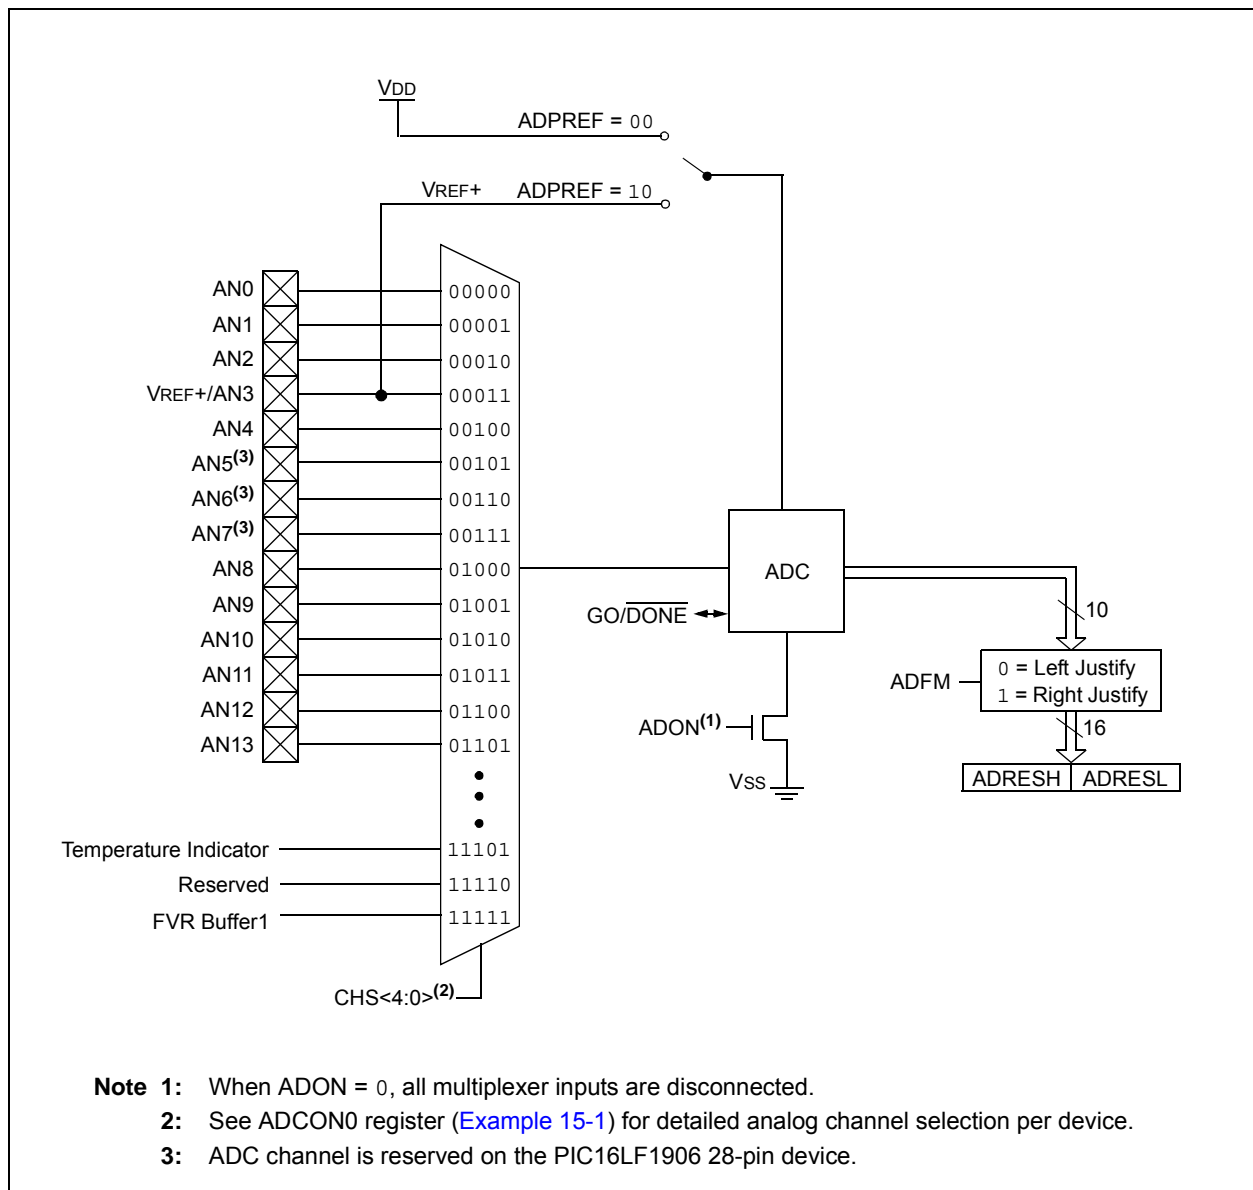 VDD
ADPREF = 00
VREF+ ADPREF = 10
AN0 00000
AN1 00001
AN2 00010
VREF+/AN3 00011
AN4 00100
AN5(3) 00101
AN6(3) 00110
AN7(3) 00111
AN8 01000
ADC
AN9 01001
GO/DONE
10
AN10 01010
AN11 01011
ADFM
0 = Left Justify
1 = Right Justify
AN12 01100
ADON(1)
16
AN13 01101
VSS
ADRESH ADRESL
Temperature Indicator 11101
Reserved 11110
FVR Buffer1 11111
CHS<4:0>(2)
Note 1: When ADON = 0, all multiplexer inputs are disconnected.
2: See ADCON0 register (Example 15-1) for detailed analog channel selection per device.
3: ADC channel is reserved on the PIC16LF1906 28-pin device.